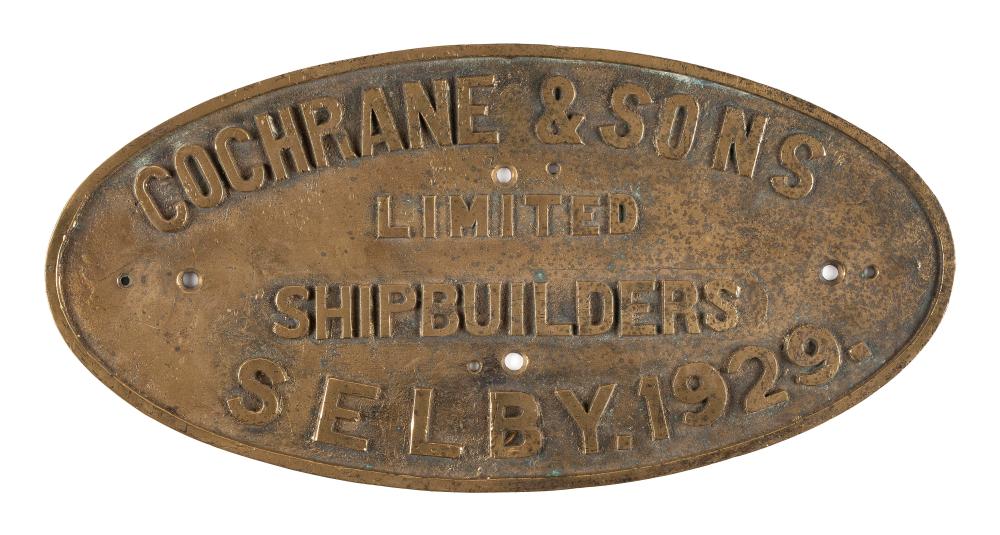 COCHRANE & SONS
LIMITED
SHIPBUILDERS
SELBY. 1929.